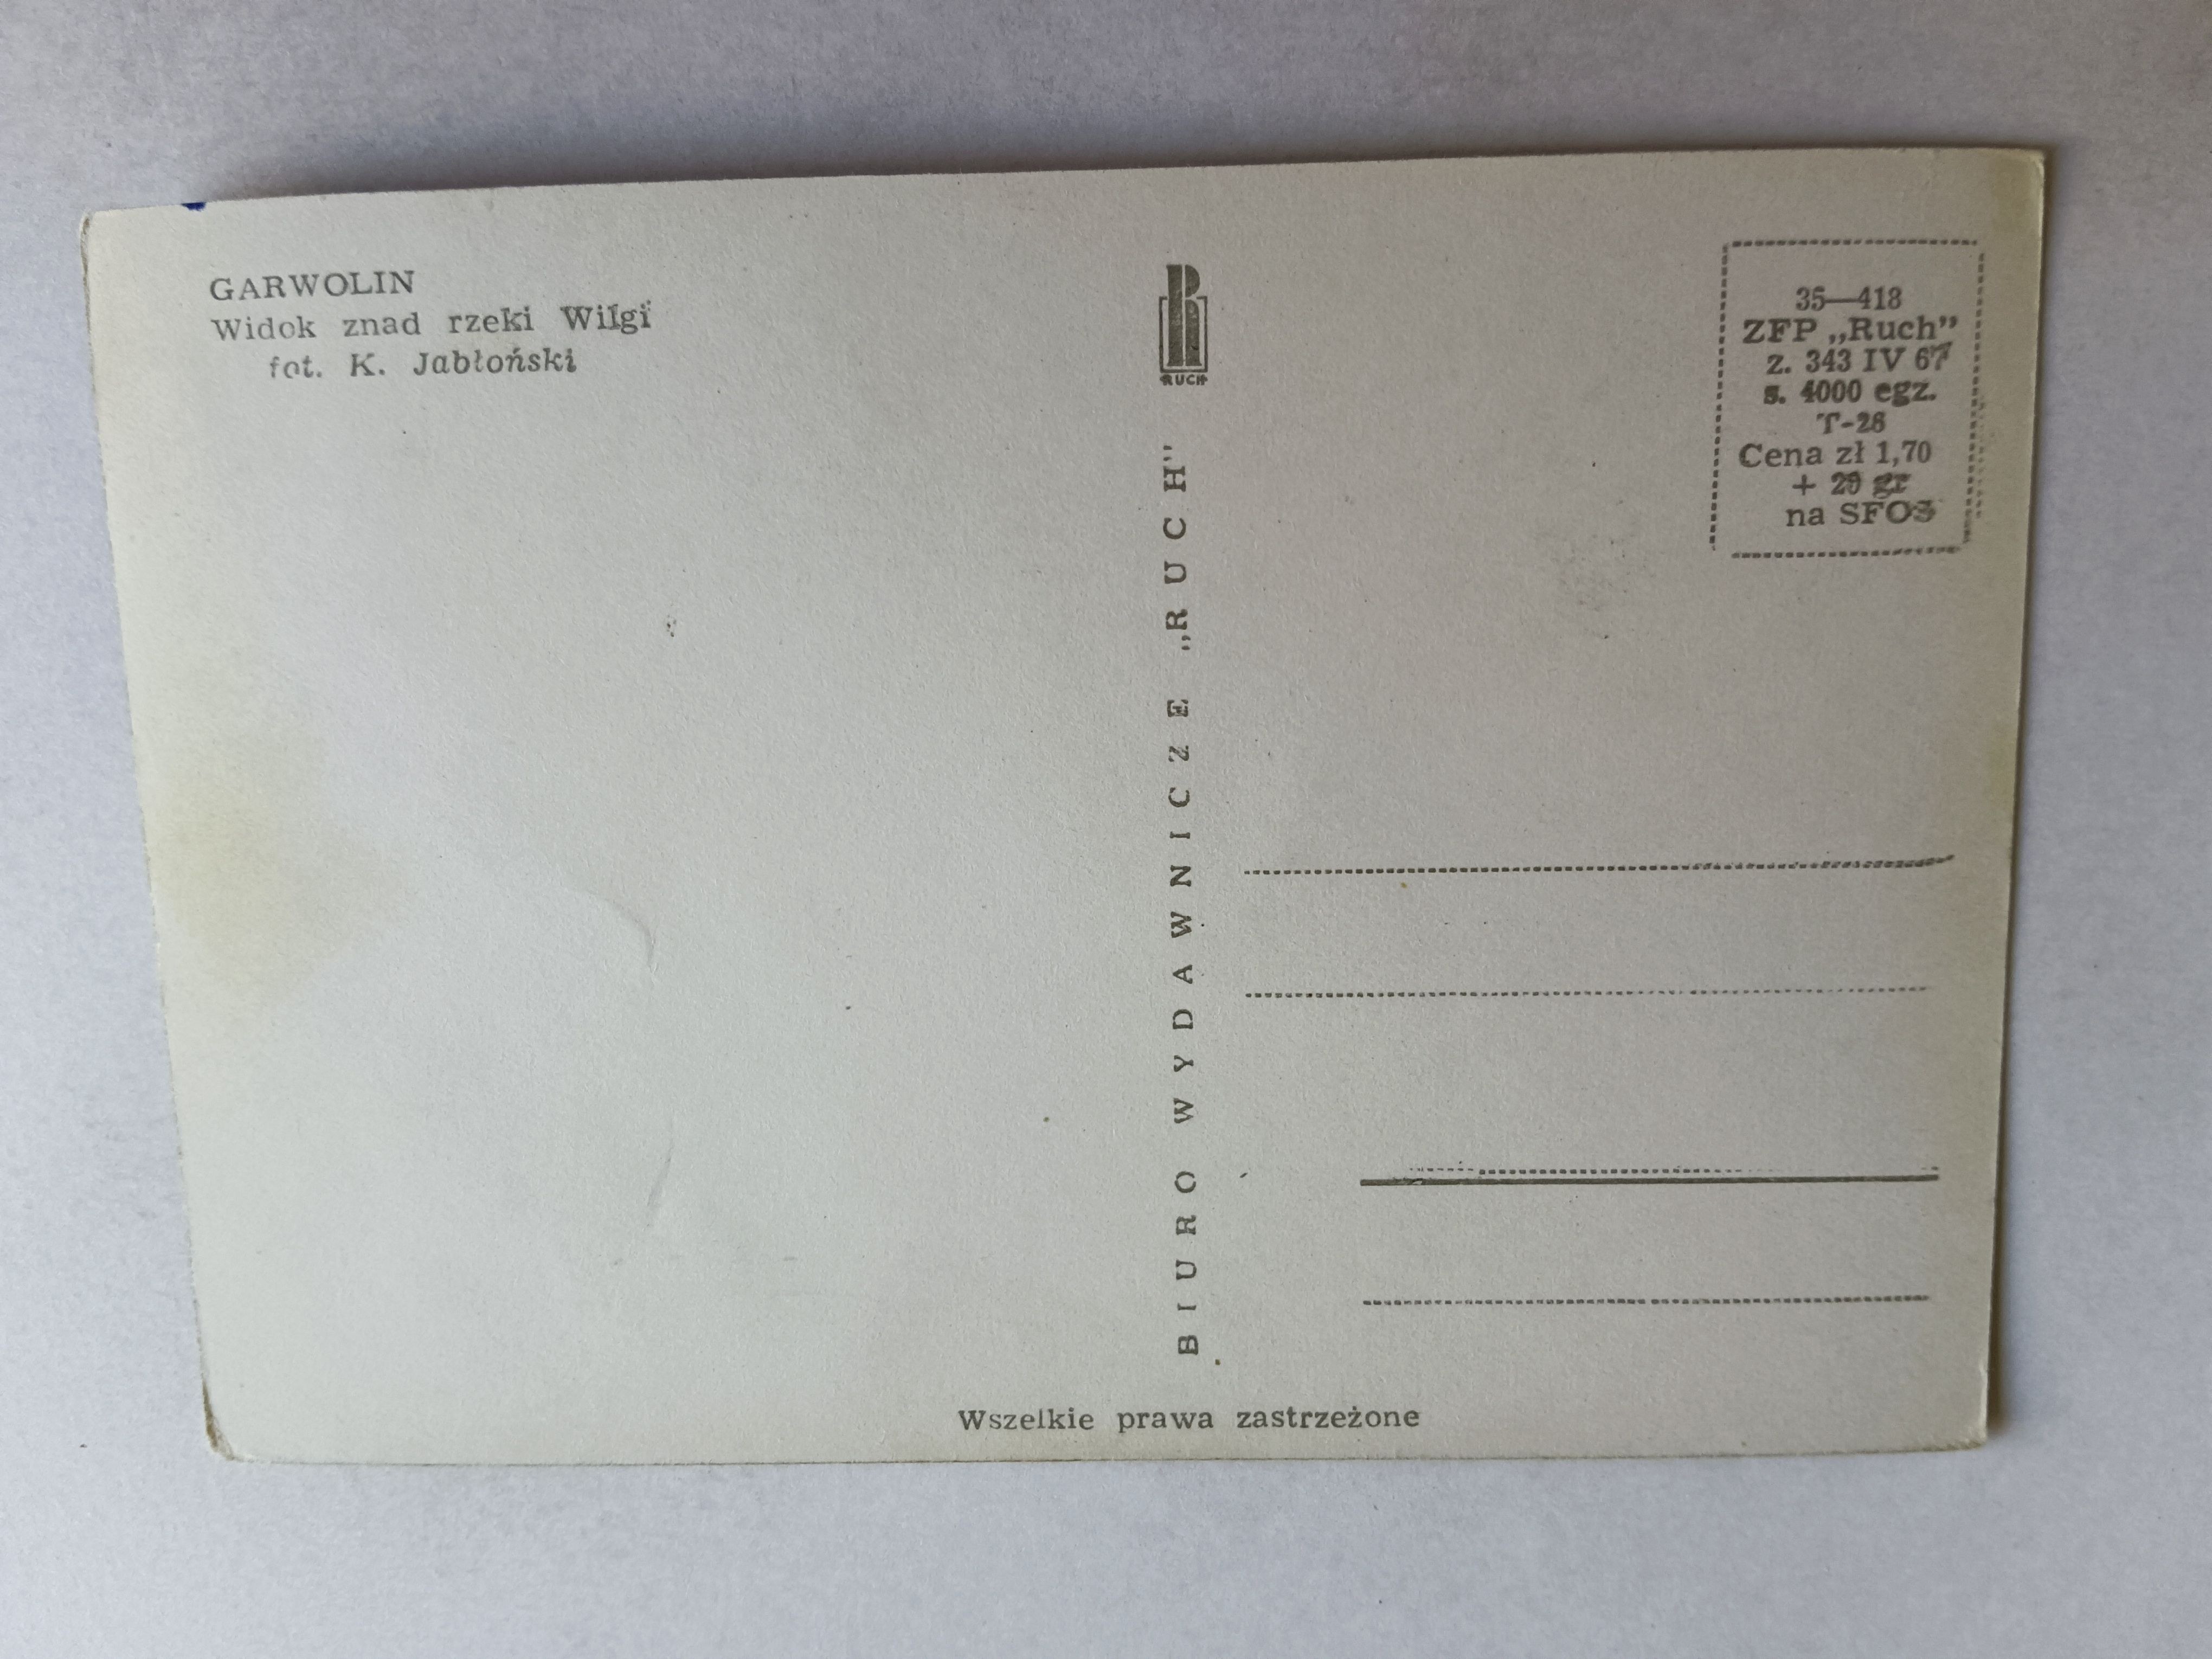 GARWOLIN
Widok znad rzeki Wilgi
fot. K. Jabłoński
RUCH
BIURO WYDAWNICZE „RUCH”
35—418
ZFP „Ruch”
z. 343 IV 67
s. 4000 egz.
T-26
Cena zł 1,70
+ 20 gr
na SFOS
Wszelkie prawa zastrzeżone